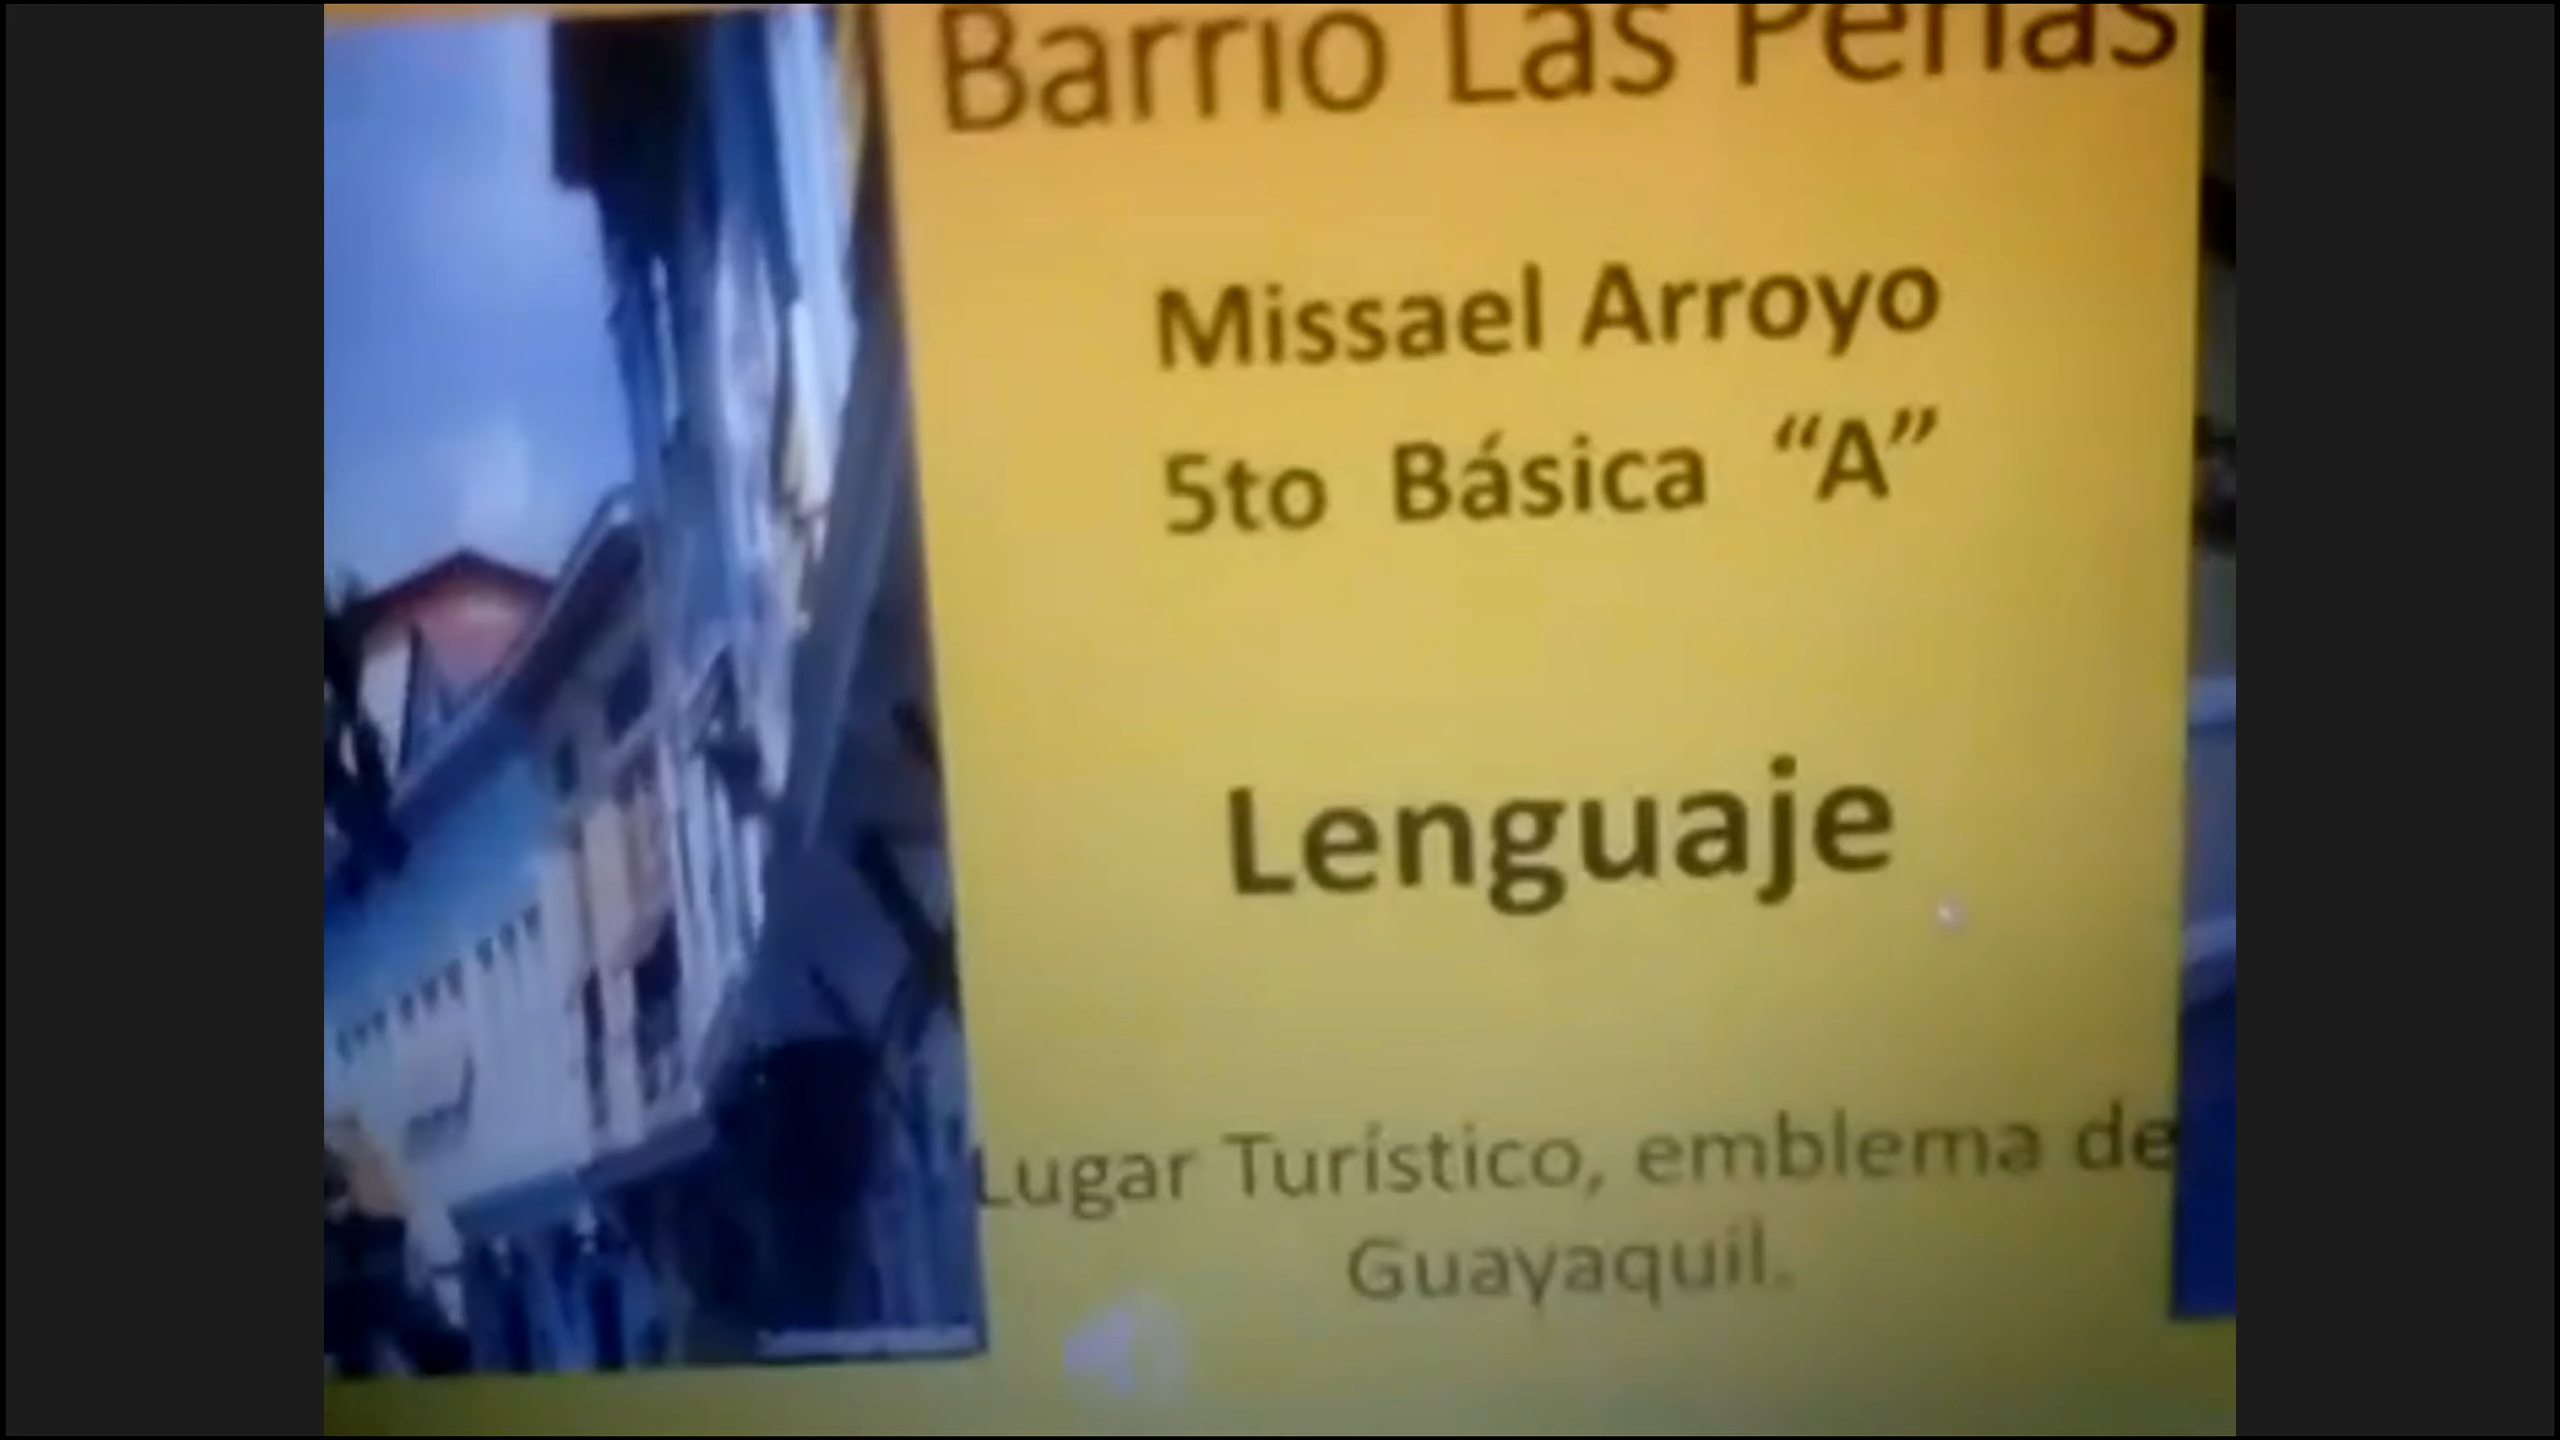 Barrio Las Peñas
Missael Arroyo
5to Básica “A”
Lenguaje
Lugar Turístico, emblema de
Guayaquil.